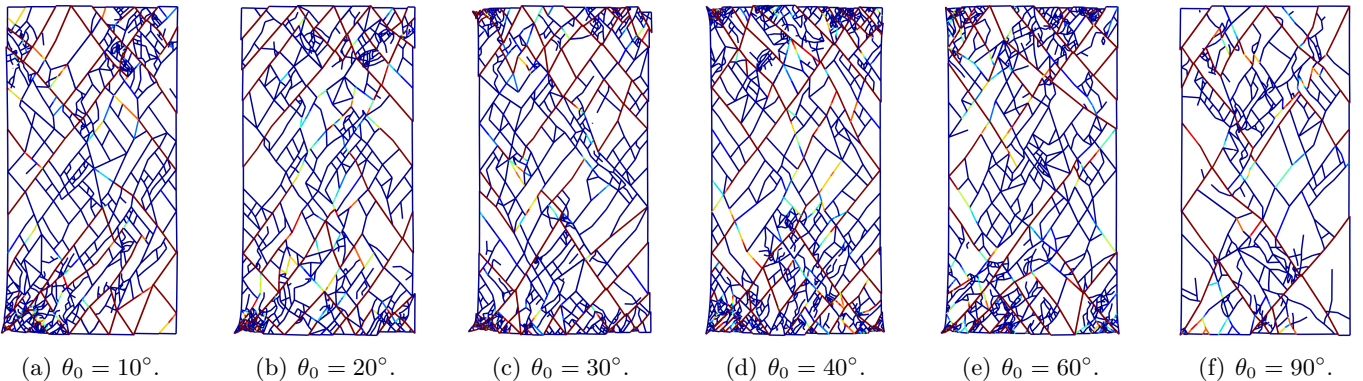 (a) θ₀ = 10°. (b) θ₀ = 20°. (c) θ₀ = 30°. (d) θ₀ = 40°. (e) θ₀ = 60°. (f) θ₀ = 90°.